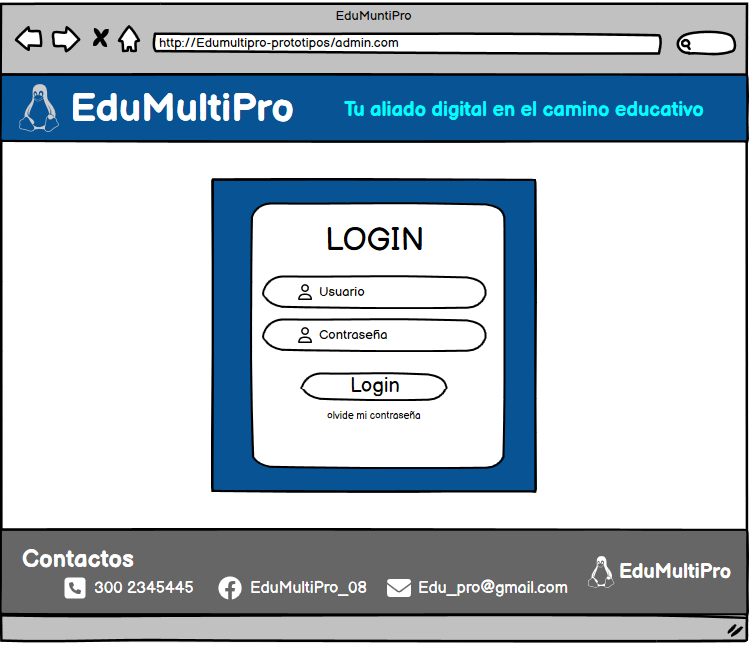 EduMuntiPro
http://Edumultipro-prototipos/admin.com
EduMultiPro
Tu aliado digital en el camino educativo
LOGIN
Usuario
Contraseña
Login
olvide mi contraseña
Contactos
300 2345445
EduMultiPro_08
Edu_pro@gmail.com
EduMultiPro